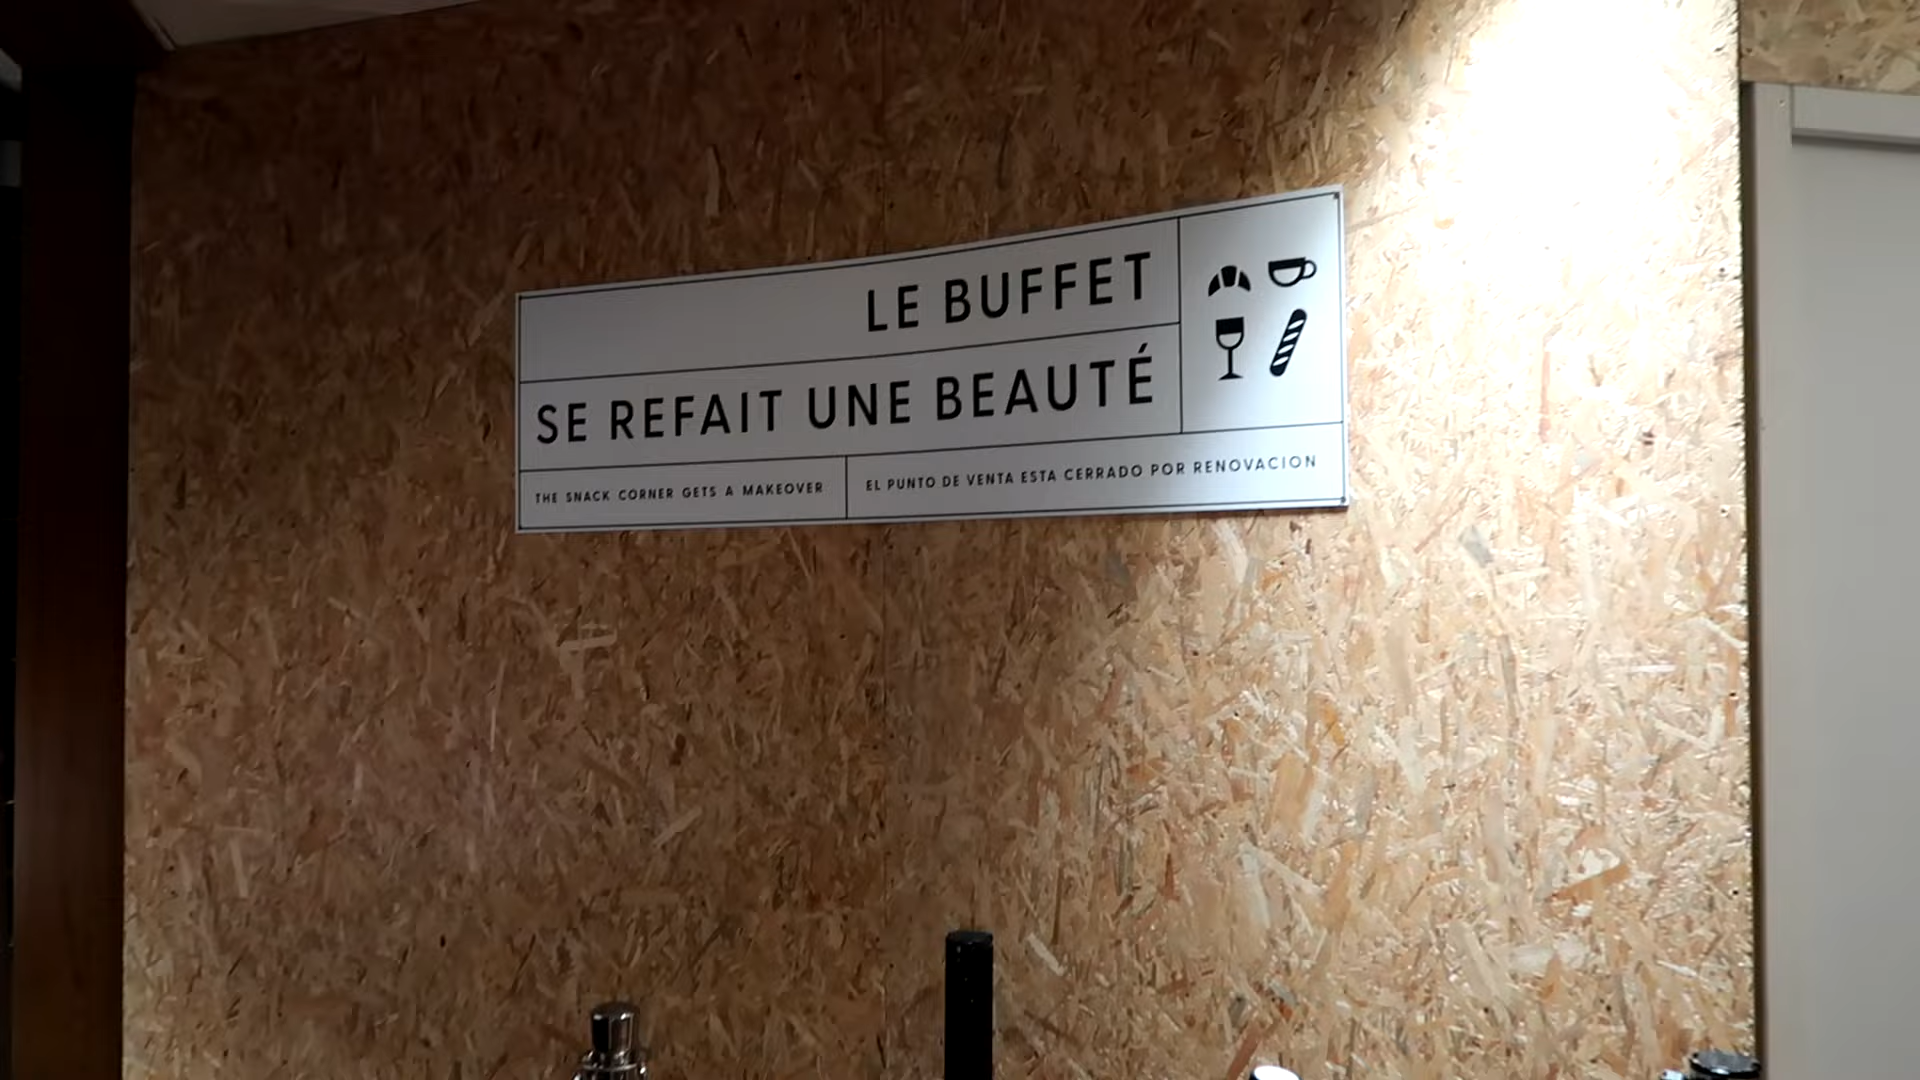 LE BUFFET
SE REFAIT UNE BEAUTÉ
THE SNACK CORNER GETS A MAKEOVER
EL PUNTO DE VENTA ESTA CERRADO POR RENOVACION